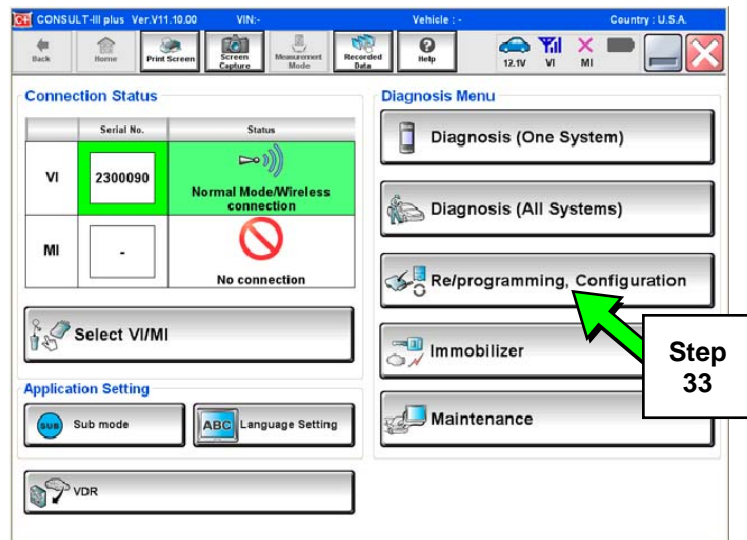 CONSULT-III plus Ver.V11.10.00 VIN:- Vehicle : - Country : U.S.A.
Back Home Print Screen Screen Capture Measurement Mode Recorded Data Help 12.1V VI MI
Connection Status
Serial No. Status
VI 2300090 Normal Mode/Wireless
connection
MI - No connection
Select VI/MI
Application Setting
SUB Sub mode ABC Language Setting
VDR
Diagnosis Menu
Diagnosis (One System)
Diagnosis (All Systems)
Re/programming, Configuration
Immobilizer
Maintenance
Step
33